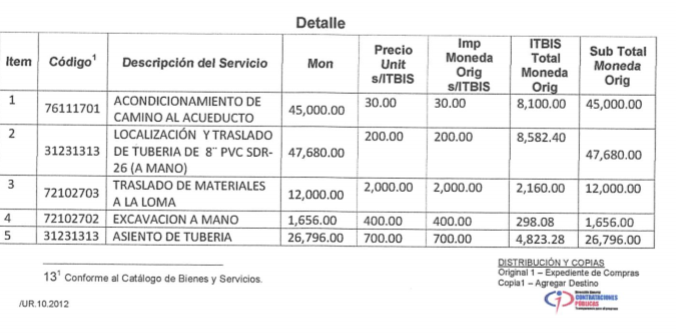 Detalle
Item Código¹ Descripción del Servicio Mon Precio Unit s/ITBIS Imp Moneda Orig s/ITBIS ITBIS Total Moneda Orig Sub Total Moneda Orig
1 76111701 ACONDICIONAMIENTO DE CAMINO AL ACUEDUCTO 45,000.00 30.00 30.00 8,100.00 45,000.00
2 31231313 LOCALIZACIÓN Y TRASLADO DE TUBERIA DE 8¨ PVC SDR-26 (A MANO) 47,680.00 200.00 200.00 8,582.40 47,680.00
3 72102703 TRASLADO DE MATERIALES A LA LOMA 12,000.00 2,000.00 2,000.00 2,160.00 12,000.00
4 72102702 EXCAVACION A MANO 1,656.00 400.00 400.00 298.08 1,656.00
5 31231313 ASIENTO DE TUBERIA 26,796.00 700.00 700.00 4,823.28 26,796.00
13¹ Conforme al Catálogo de Bienes y Servicios.
/UR.10.2012
DISTRIBUCIÓN Y COPIAS
Original 1 – Expediente de Compras
Copia1 – Agregar Destino
CONTRATACIONES
PÚBLICAS